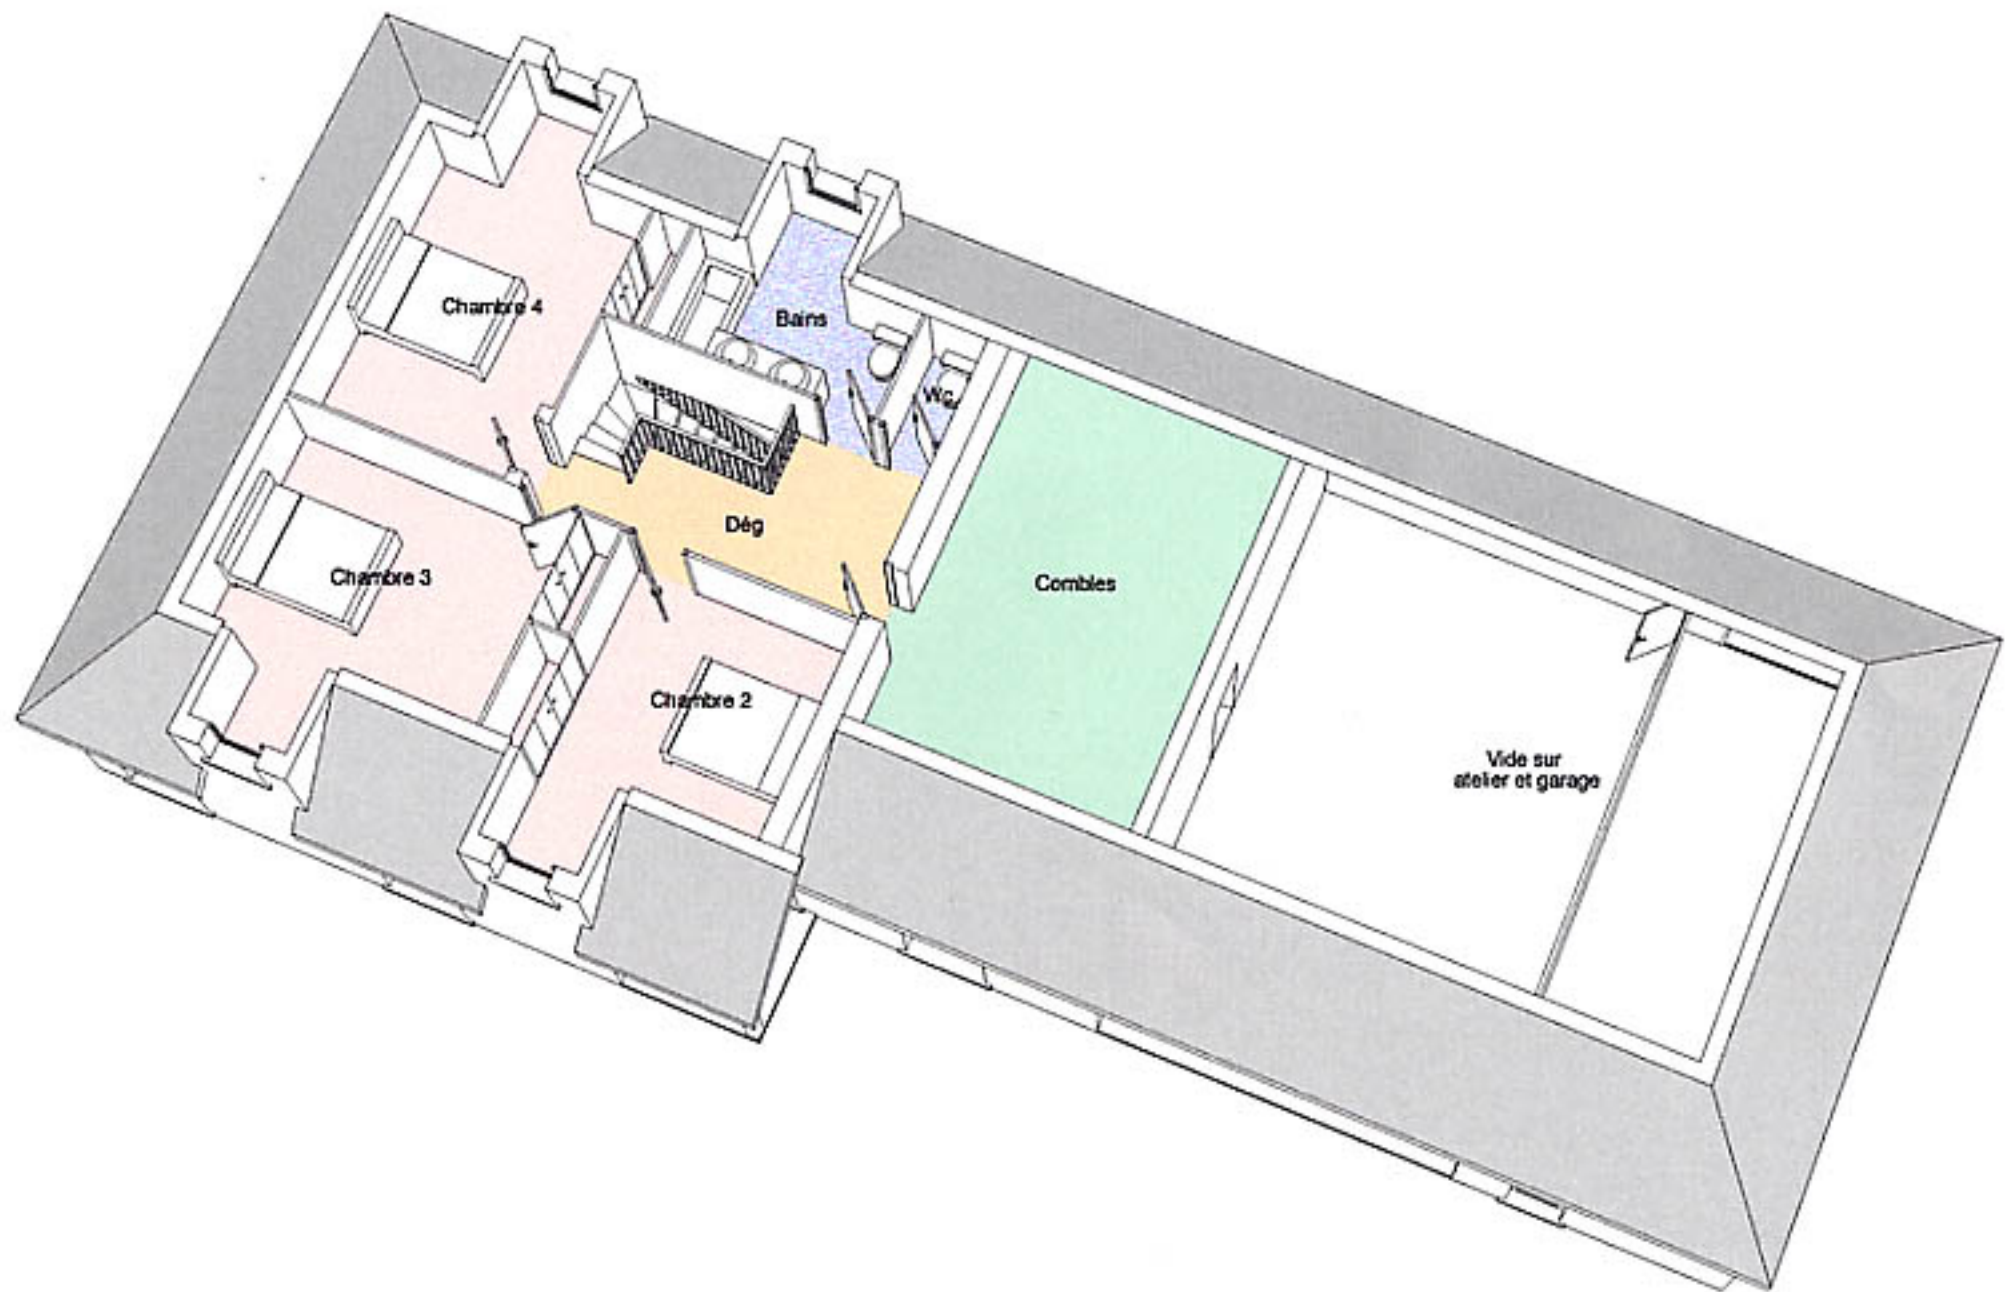 Chambre 4
Bains
Wc
Dég
Chambre 3
Combles
Chambre 2
Vide sur
atelier et garage